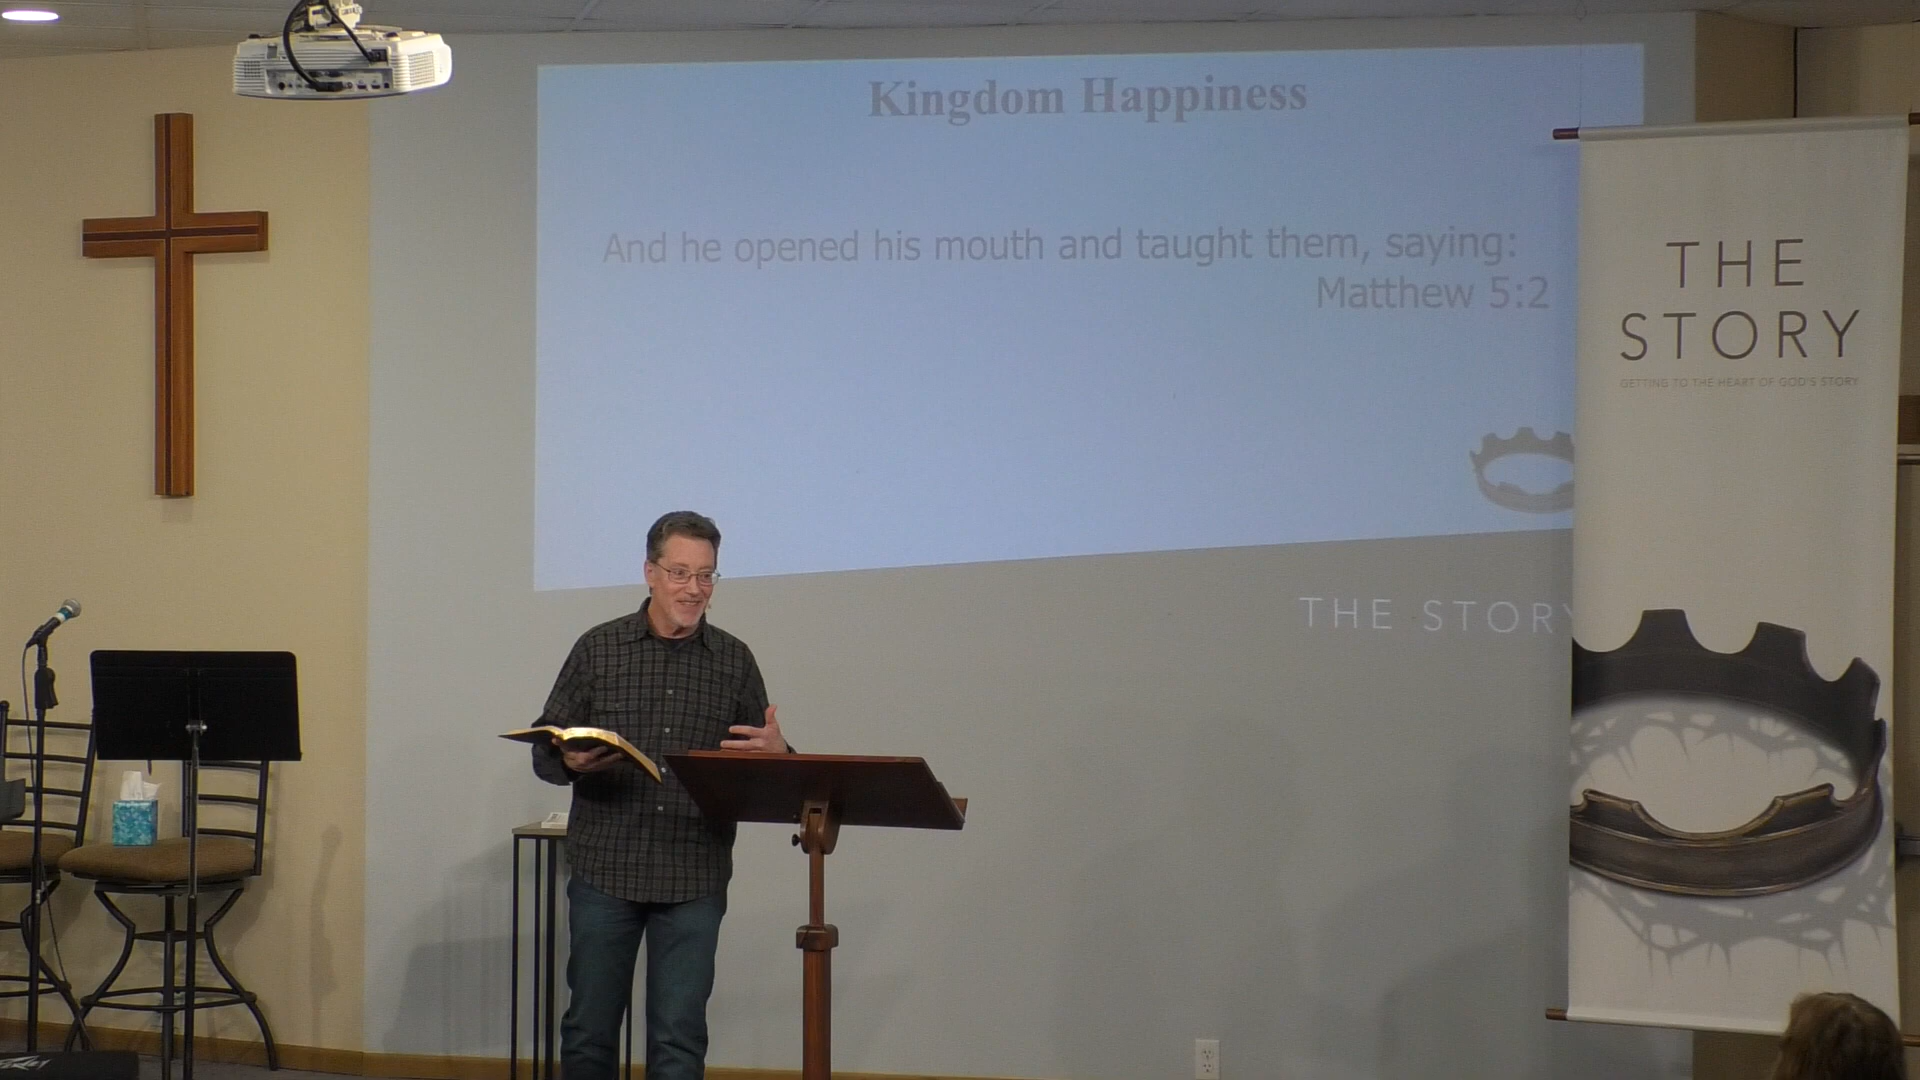 Kingdom Happiness
And he opened his mouth and taught them, saying:
Matthew 5:2
THE STORY
THE
STORY
GETTING TO THE HEART OF GOD'S STORY